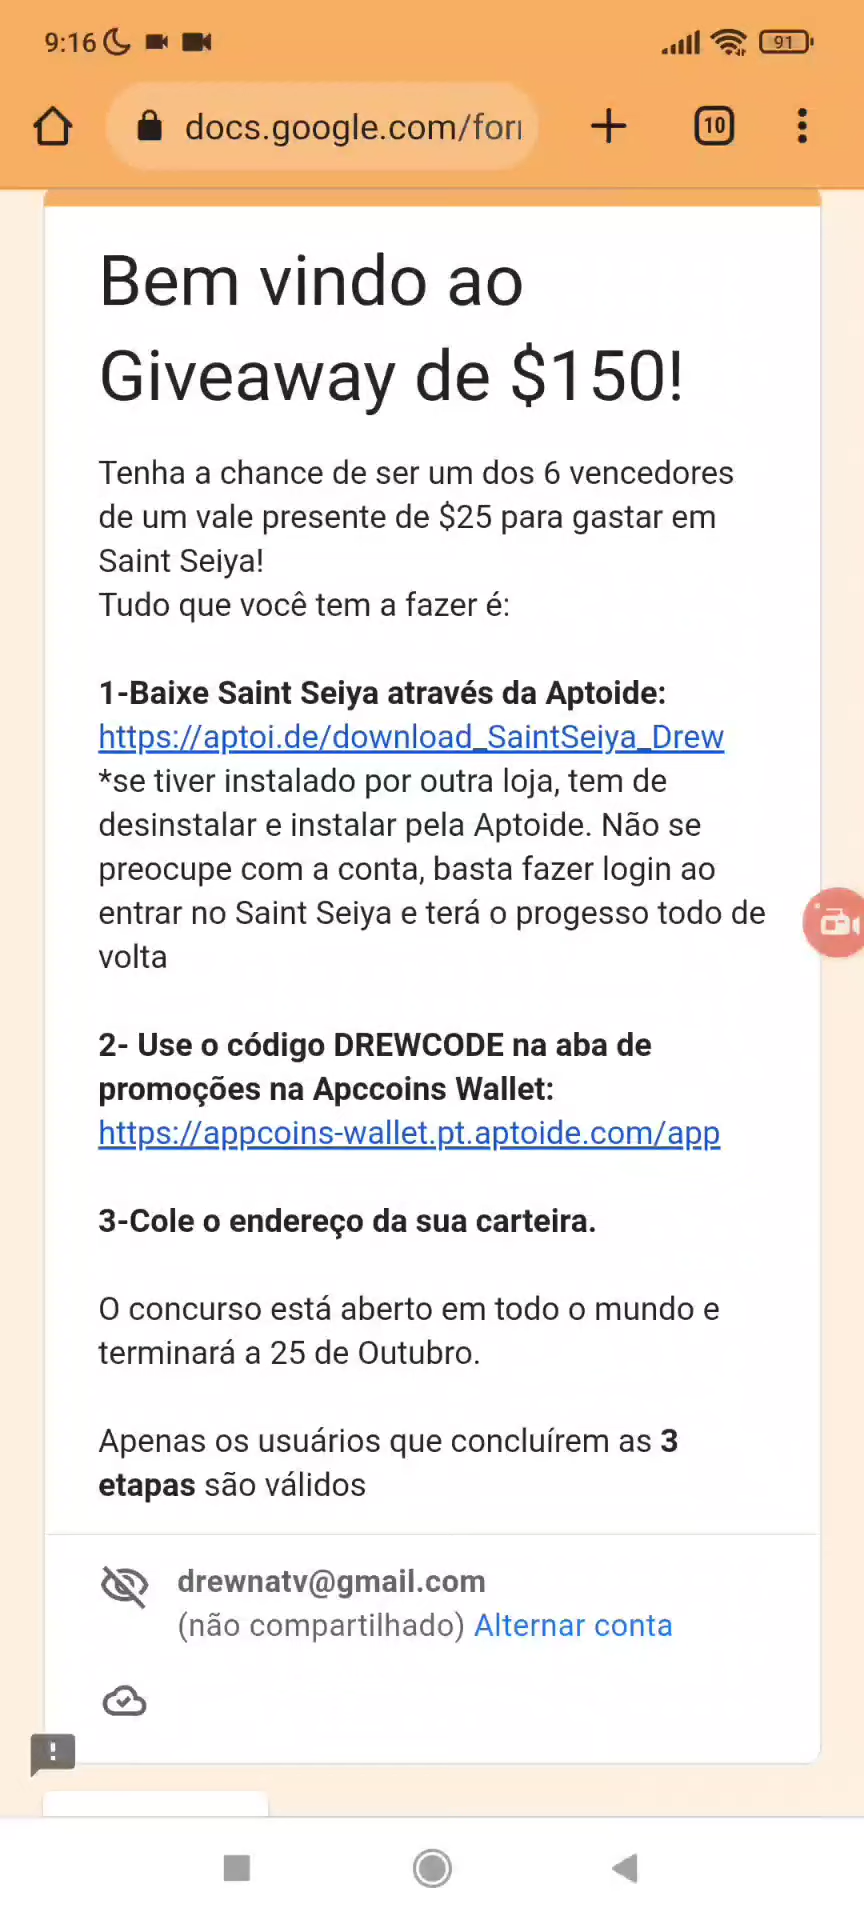 9:16
91
docs.google.com/forr
10
Bem vindo ao
Giveaway de $150!
Tenha a chance de ser um dos 6 vencedores
de um vale presente de $25 para gastar em
Saint Seiya!
Tudo que você tem a fazer é:
1-Baixe Saint Seiya através da Aptoide:
https://aptoi.de/download_SaintSeiya_Drew
*se tiver instalado por outra loja, tem de
desinstalar e instalar pela Aptoide. Não se
preocupe com a conta, basta fazer login ao
entrar no Saint Seiya e terá o progesso todo de
volta
2- Use o código DREWCODE na aba de
promoções na Apccoins Wallet:
https://appcoins-wallet.pt.aptoide.com/app
3-Cole o endereço da sua carteira.
O concurso está aberto em todo o mundo e
terminará a 25 de Outubro.
Apenas os usuários que concluírem as 3
etapas são válidos
drewnatv@gmail.com
(não compartilhado) Alternar conta